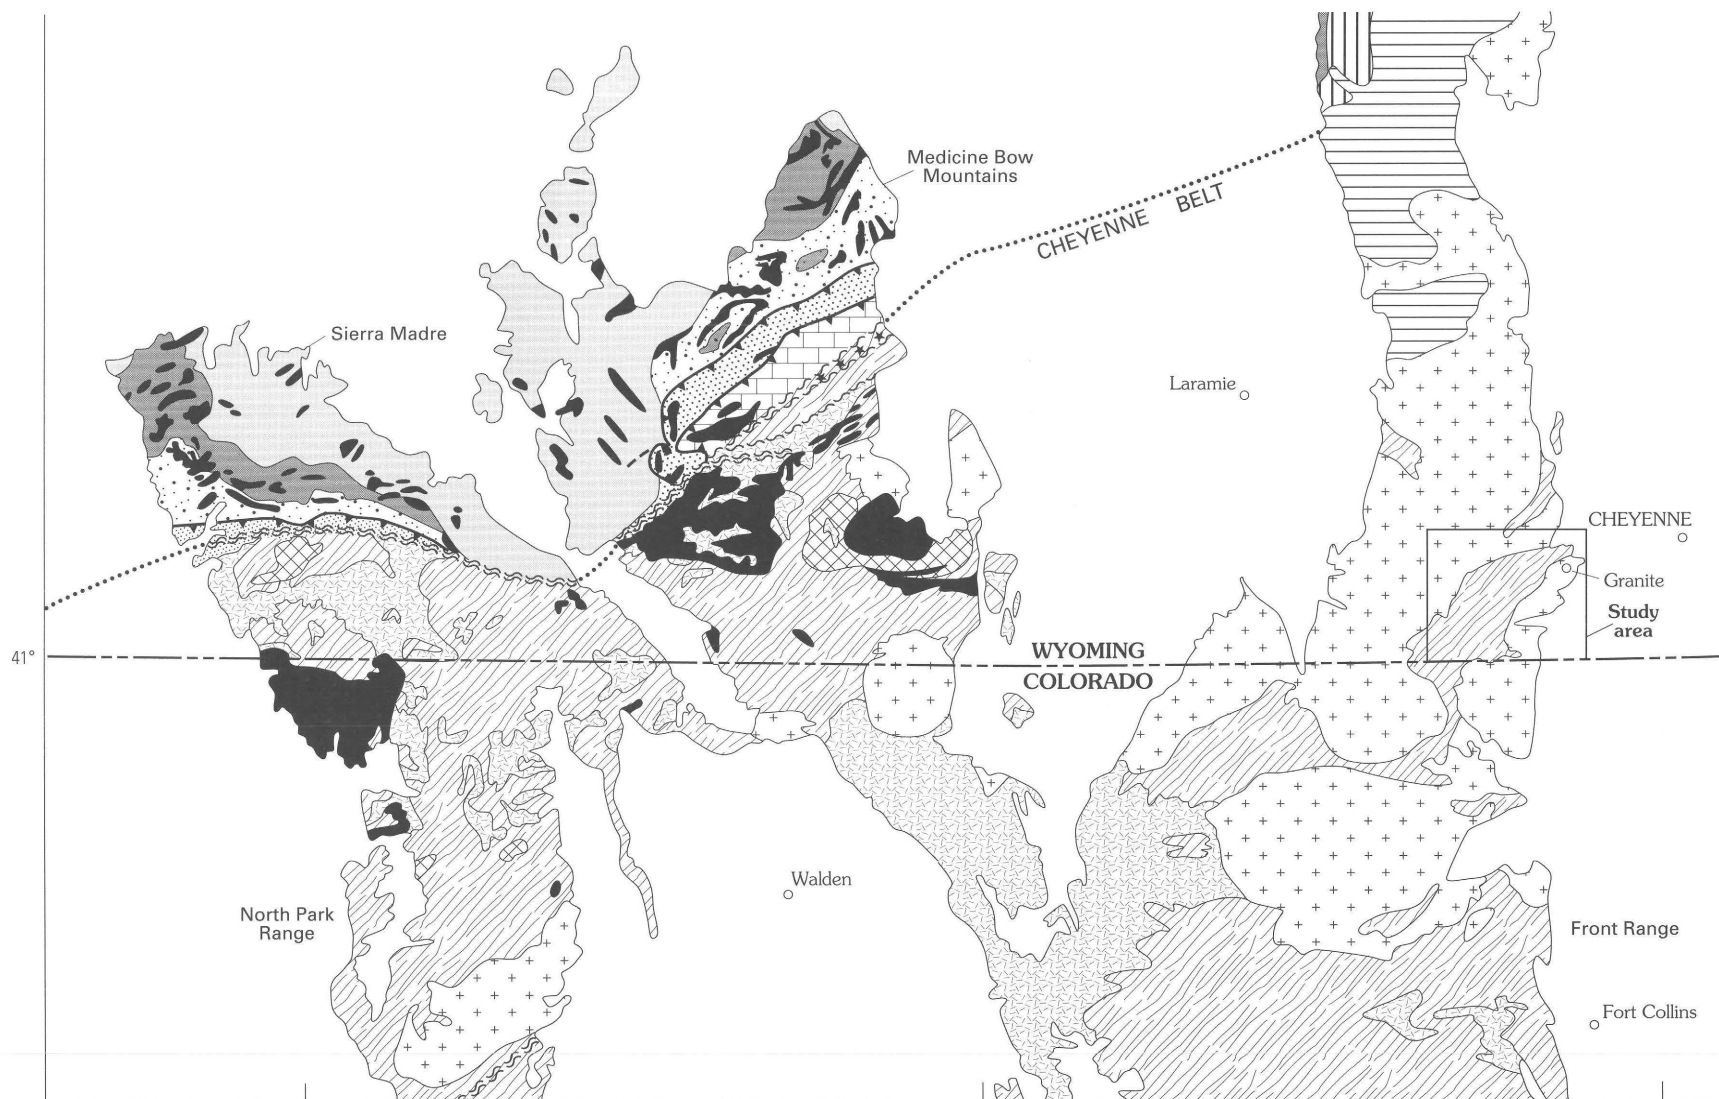 Medicine Bow
Mountains
CHEYENNE BELT
Sierra Madre
Laramie
CHEYENNE
Granite
Study
area
41°
WYOMING
COLORADO
Walden
North Park
Range
Front Range
Fort Collins